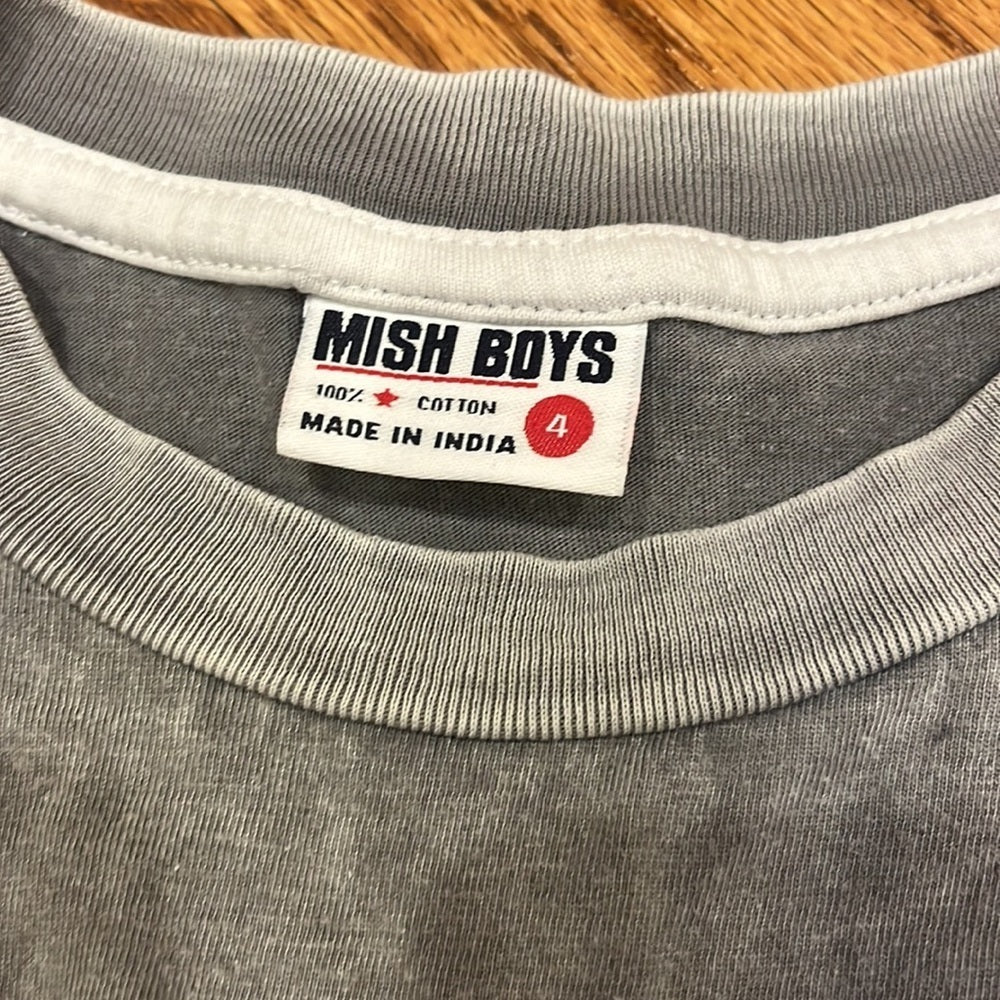 MISH BOYS
100% COTTON
MADE IN INDIA
4